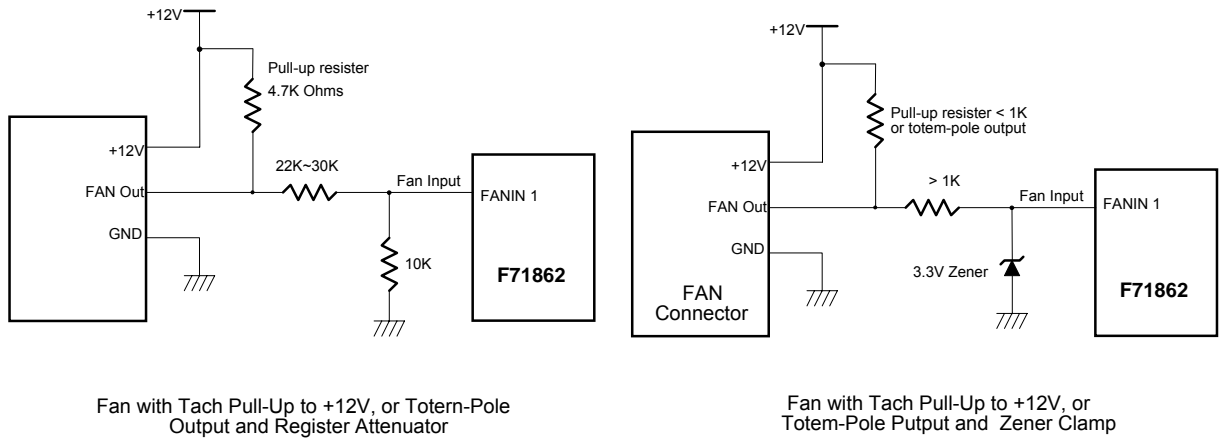 +12V
Pull-up resister
4.7K Ohms
+12V
22K~30K
FAN Out
Fan Input
FANIN 1
GND
10K
F71862
Fan with Tach Pull-Up to +12V, or Totern-Pole
Output and Register Attenuator
+12V
Pull-up resister < 1K
or totem-pole output
+12V
> 1K
FAN Out
Fan Input
FANIN 1
GND
3.3V Zener
FAN
Connector
F71862
Fan with Tach Pull-Up to +12V, or
Totem-Pole Putput and Zener Clamp